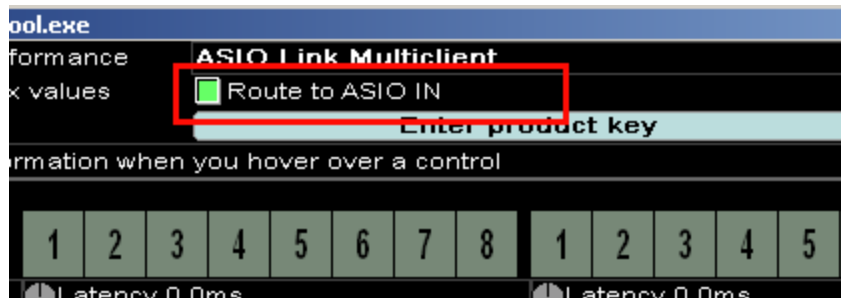 ool.exe
formance ASIO Link Multiclient
x values Route to ASIO IN
Enter product key
rmation when you hover over a control
1 2 3 4 5 6 7 8 1 2 3 4 5
Latency 0.0ms Latency 0.0ms